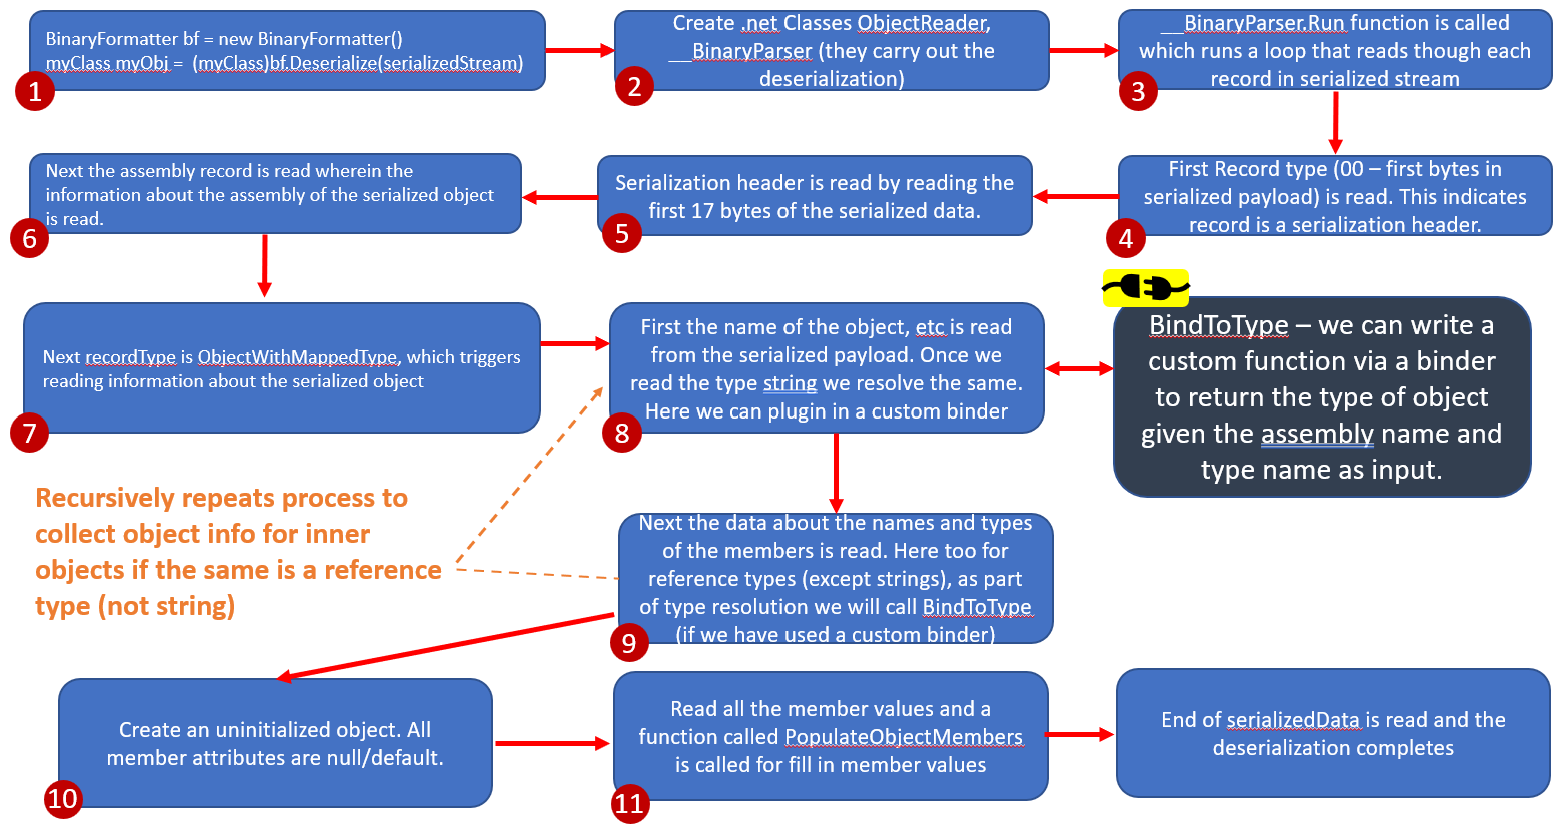 BinaryFormatter bf = new BinaryFormatter()
myClass myObj = (myClass)bf.Deserialize(serializedStream)
1
Create .net Classes ObjectReader,
__BinaryParser (they carry out the
deserialization)
2
__BinaryParser.Run function is called
which runs a loop that reads though each
record in serialized stream
3
First Record type (00 – first bytes in
serialized payload) is read. This indicates
record is a serialization header.
4
Serialization header is read by reading the
first 17 bytes of the serialized data.
5
Next the assembly record is read wherein the
information about the assembly of the serialized object
is read.
6
Next recordType is ObjectWithMappedType, which triggers
reading information about the serialized object
7
First the name of the object, etc is read
from the serialized payload. Once we
read the type string we resolve the same.
Here we can plugin in a custom binder
8
BindToType – we can write a
custom function via a binder
to return the type of object
given the assembly name and
type name as input.
Recursively repeats process to
collect object info for inner
objects if the same is a reference
type (not string)
Next the data about the names and types
of the members is read. Here too for
reference types (except strings), as part
of type resolution we will call BindToType
(if we have used a custom binder)
9
Create an uninitialized object. All
member attributes are null/default.
10
Read all the member values and a
function called PopulateObjectMembers
is called for fill in member values
11
End of serializedData is read and the
deserialization completes